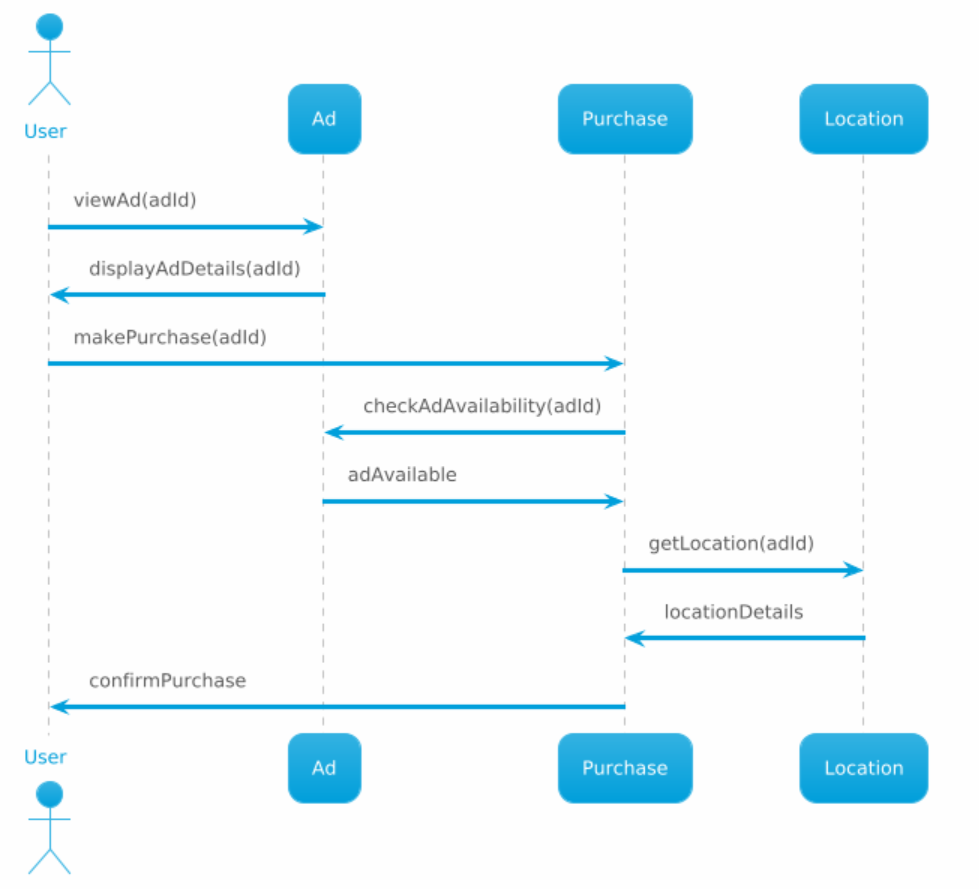 User
Ad
Purchase
Location
viewAd(adId)
displayAdDetails(adId)
makePurchase(adId)
checkAdAvailability(adId)
adAvailable
getLocation(adId)
locationDetails
confirmPurchase
User
Ad
Purchase
Location